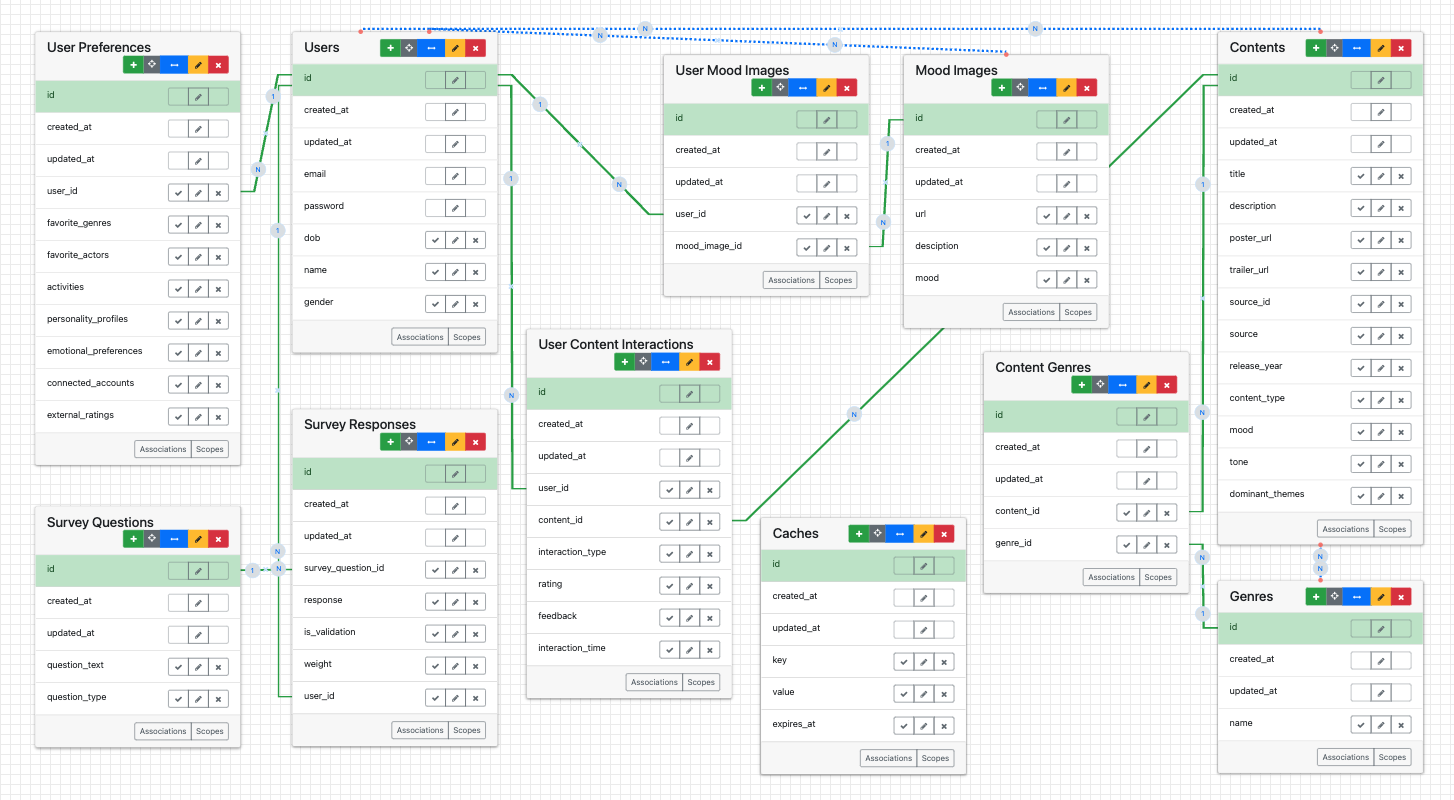 User Preferences
id
created_at
updated_at
user_id
favorite_genres
favorite_actors
activities
personality_profiles
emotional_preferences
connected_accounts
external_ratings
Associations Scopes
Survey Questions
id
created_at
updated_at
question_text
question_type
Associations Scopes
Users
id
created_at
updated_at
email
password
dob
name
gender
Associations Scopes
Survey Responses
id
created_at
updated_at
survey_question_id
response
is_validation
weight
user_id
Associations Scopes
User Content Interactions
id
created_at
updated_at
user_id
content_id
interaction_type
rating
feedback
interaction_time
Associations Scopes
User Mood Images
id
created_at
updated_at
user_id
mood_image_id
Associations Scopes
Mood Images
id
created_at
updated_at
url
desciption
mood
Associations Scopes
Caches
id
created_at
updated_at
key
value
expires_at
Associations Scopes
Content Genres
id
created_at
updated_at
content_id
genre_id
Associations Scopes
Contents
id
created_at
updated_at
title
description
poster_url
trailer_url
source_id
source
release_year
content_type
mood
tone
dominant_themes
Associations Scopes
Genres
id
created_at
updated_at
name
Associations Scopes
1
N
1
N
1
N
1
N
1
N
1
N
N
1
N
N
1
N
N
N
N
N
N